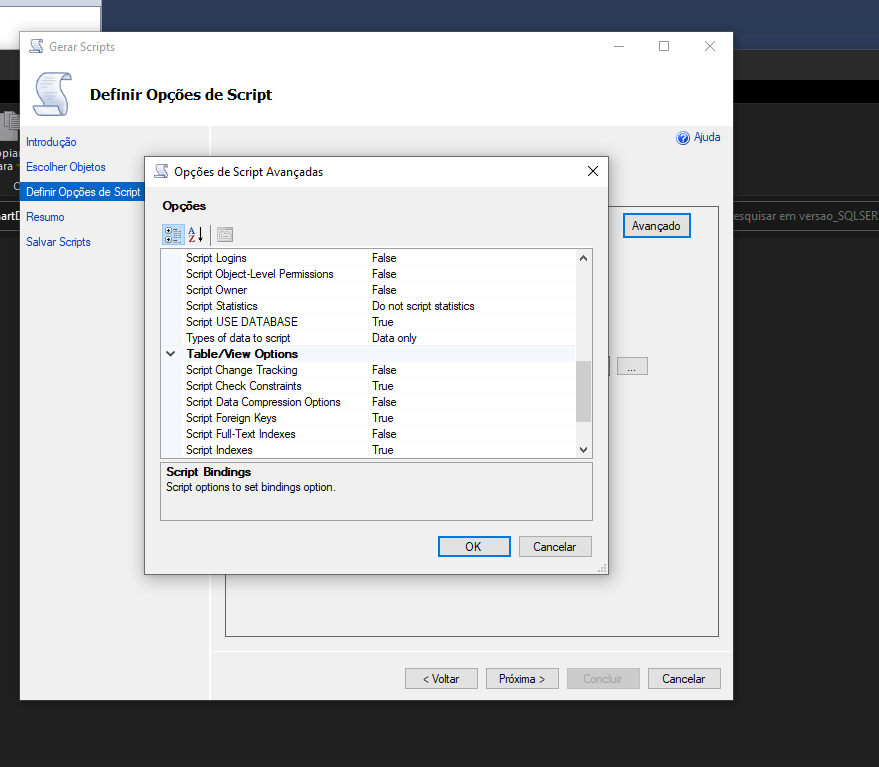 Gerar Scripts
Definir Opções de Script
Introdução
Escolher Objetos
Definir Opções de Script
Resumo
Salvar Scripts
Ajuda
Avançado
...
Opções de Script Avançadas
Opções
Script Logins False
Script Object-Level Permissions False
Script Owner False
Script Statistics Do not script statistics
Script USE DATABASE True
Types of data to script Data only
Table/View Options
Script Change Tracking False
Script Check Constraints True
Script Data Compression Options False
Script Foreign Keys True
Script Full-Text Indexes False
Script Indexes True
Script Bindings
Script options to set bindings option.
OK Cancelar
< Voltar Próxima > Concluir Cancelar
opiar
ara
C
artD
esquisar em versao_SQLSER